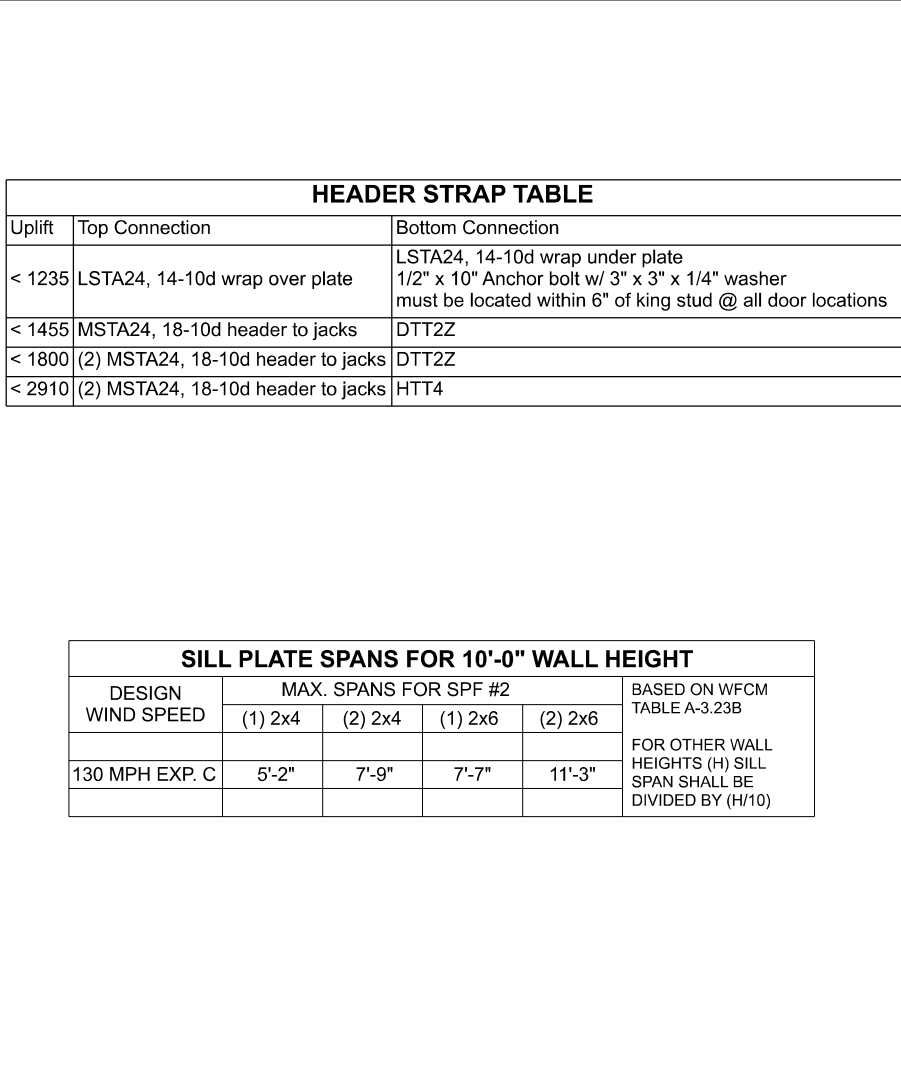 HEADER STRAP TABLE
Uplift Top Connection Bottom Connection
< 1235 LSTA24, 14-10d wrap over plate
LSTA24, 14-10d wrap under plate
1/2" x 10" Anchor bolt w/ 3" x 3" x 1/4" washer
must be located within 6" of king stud @ all door locations
< 1455 MSTA24, 18-10d header to jacks DTT2Z
< 1800 (2) MSTA24, 18-10d header to jacks DTT2Z
< 2910 (2) MSTA24, 18-10d header to jacks HTT4
SILL PLATE SPANS FOR 10'-0" WALL HEIGHT
DESIGN
WIND SPEED
MAX. SPANS FOR SPF #2
(1) 2x4 (2) 2x4 (1) 2x6 (2) 2x6
130 MPH EXP. C 5'-2" 7'-9" 7'-7" 11'-3"
BASED ON WFCM
TABLE A-3.23B
FOR OTHER WALL
HEIGHTS (H) SILL
SPAN SHALL BE
DIVIDED BY (H/10)